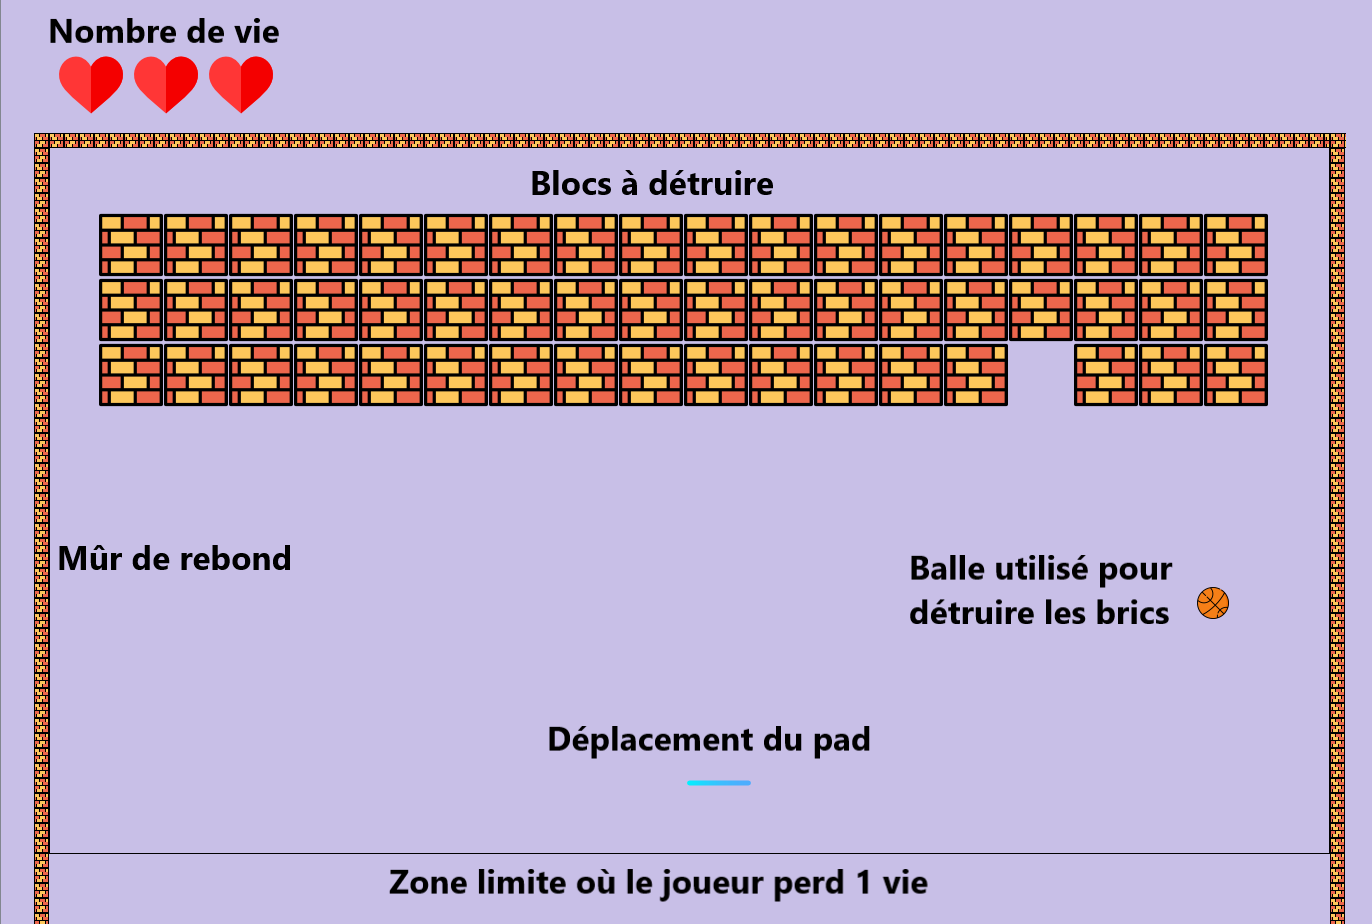 Nombre de vie
Blocs à détruire
Mûr de rebond
Balle utilisé pour
détruire les brics
Déplacement du pad
Zone limite où le joueur perd 1 vie